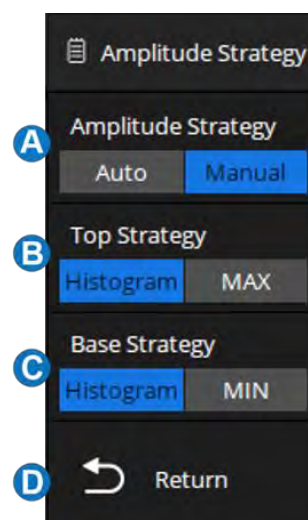 Amplitude Strategy
A
Amplitude Strategy
Auto Manual
B
Top Strategy
Histogram MAX
C
Base Strategy
Histogram MIN
D
Return